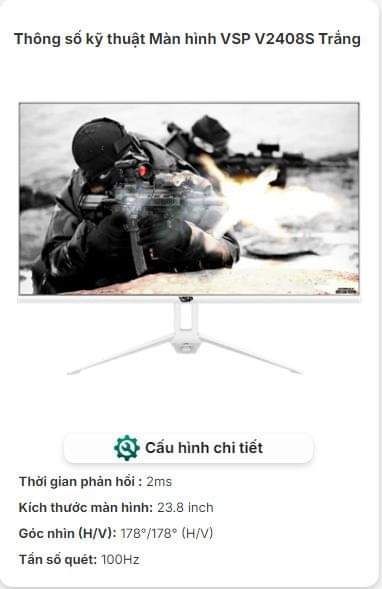 Thông số kỹ thuật Màn hình VSP V2408S Trắng
Cấu hình chi tiết
Thời gian phản hồi : 2ms
Kích thước màn hình: 23.8 inch
Góc nhìn (H/V): 178°/178° (H/V)
Tần số quét: 100Hz